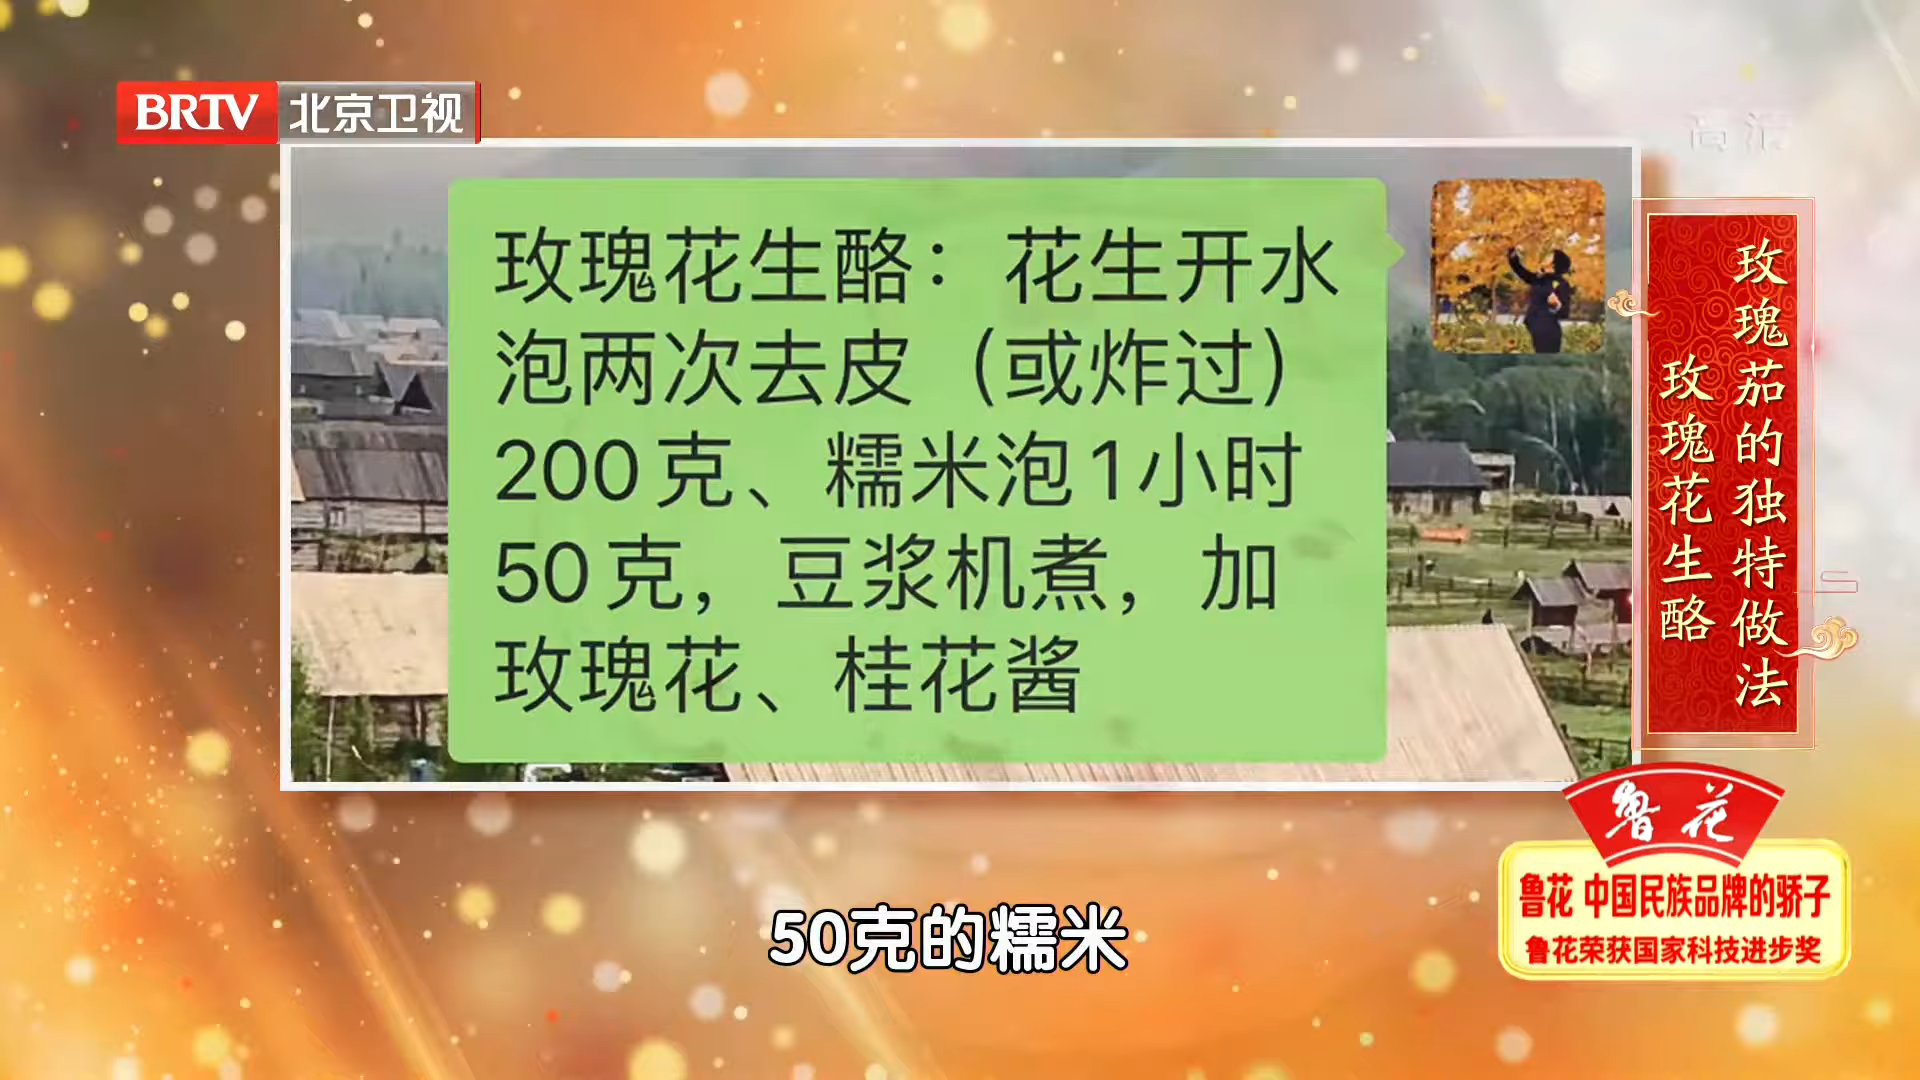 BRTV 北京卫视
高清
玫瑰花生酪：花生开水
泡两次去皮（或炸过）
200克、糯米泡1小时
50克，豆浆机煮，加
玫瑰花、桂花酱
玫瑰茄的独特做法
玫瑰花生酪
鲁花
鲁花 中国民族品牌的骄子
鲁花荣获国家科技进步奖
50克的糯米